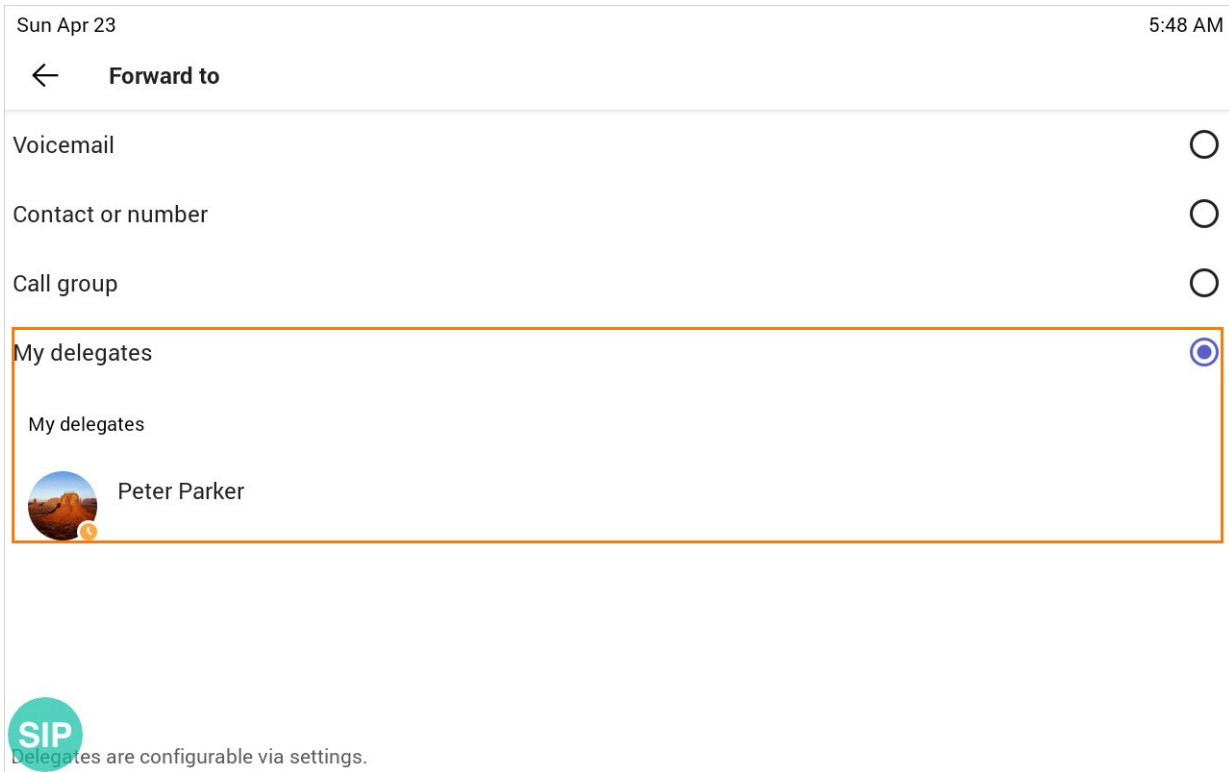 Sun Apr 23 5:48 AM
Forward to
Voicemail
Contact or number
Call group
My delegates
My delegates
Peter Parker
SIP
Delegates are configurable via settings.